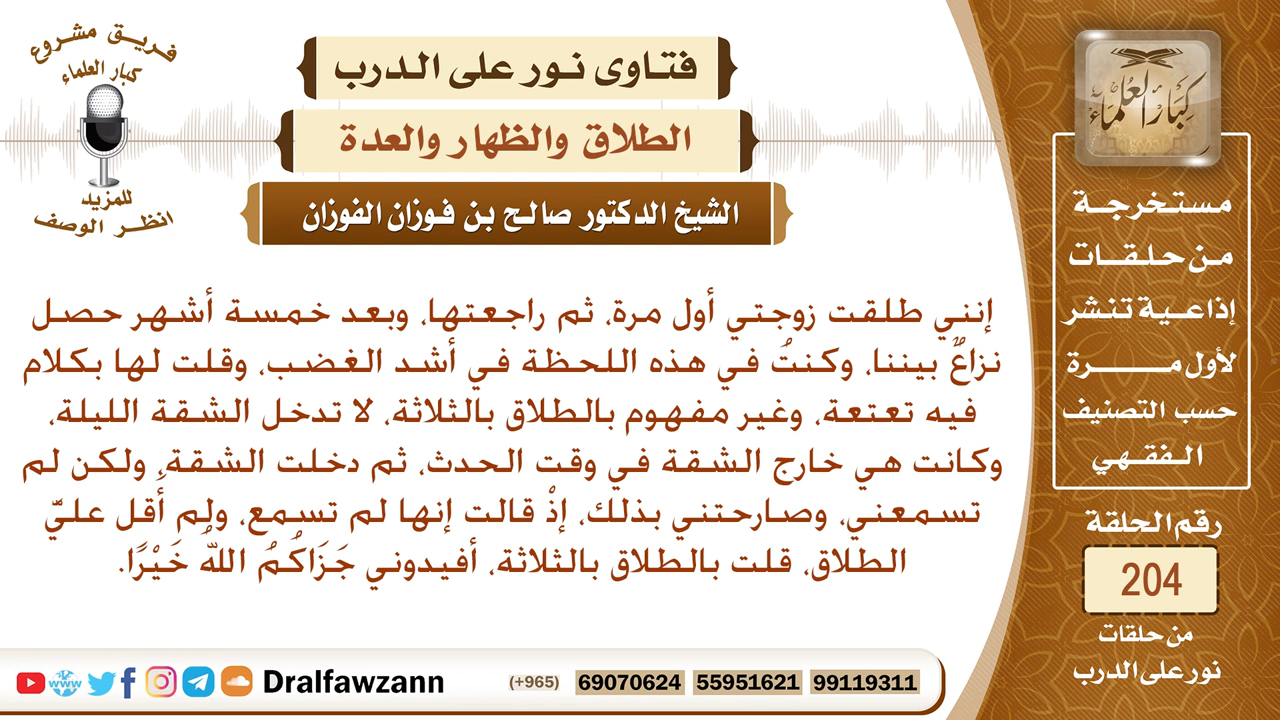 فريق مشروع
كبار العلماء
للمزيد
انظر الوصف
فتاوى نور على الدرب
الطلاق والظهار والعدة
الشيخ الدكتور صالح بن فوزان الفوزان
إنني طلقت زوجتي أول مرة، ثم راجعتها، وبعد خمسة أشهر حصل
نزاعٌ بيننا، وكنتُ في هذه اللحظة في أشد الغضب، وقلت لها بكلام
فيه تعتعة، وغير مفهوم بالطلاق بالثلاثة، لا تدخل الشقة الليلة،
وكانت هي خارج الشقة في وقت الحدث، ثم دخلت الشقة، ولكن لم
تسمعني، وصارحتني بذلك، إذْ قالت إنها لم تسمع، ولم أَقل عليّ
الطلاق، قلت بالطلاق بالثلاثة، أفيدوني جَزَاكُمُ اللهُ خَيْرًا.
كبار العلماء
مستخرجة
من حلقات
إذاعية تنشر
لأول مرة
حسب التصنيف
الفقهي
رقم الحلقة
204
من حلقات
نور على الدرب
www Dralfawzann (+965) 69070624 55951621 99119311